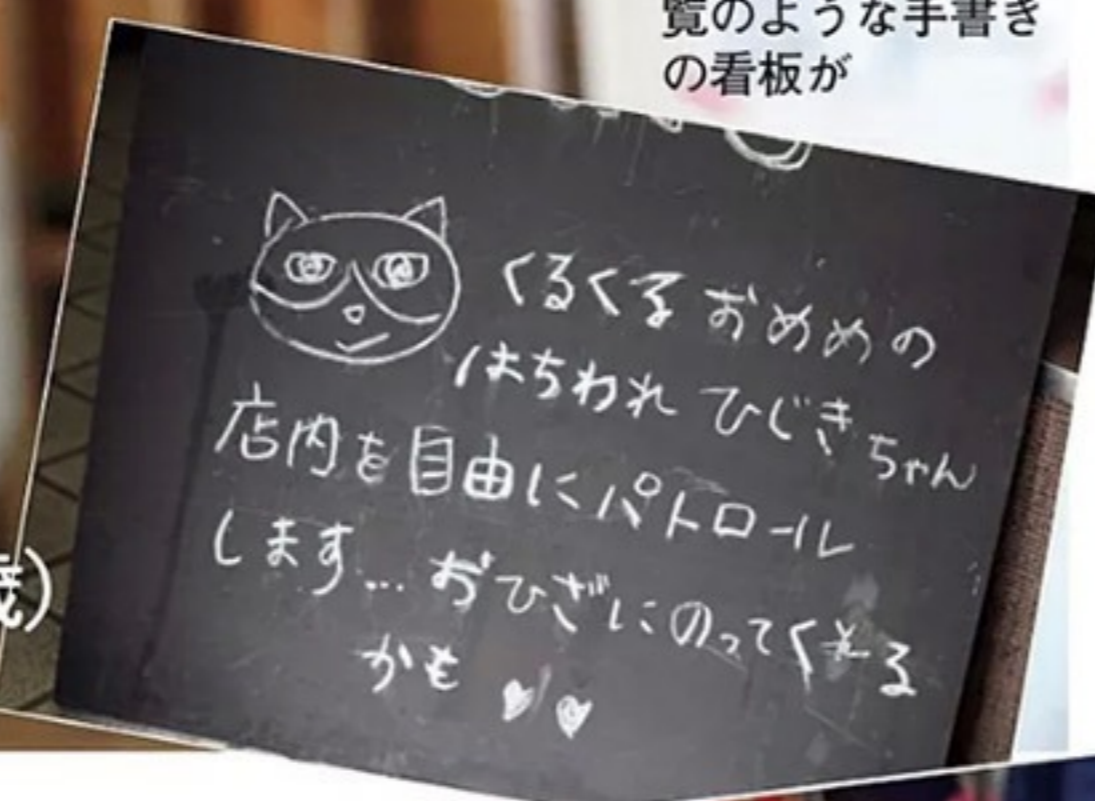 覧のような手書き
の看板が
くるくるおめめの
はちわれ ひじきちゃん
店内を自由にパトロール
します… おひざにのってくる
かも♥♥
歳)